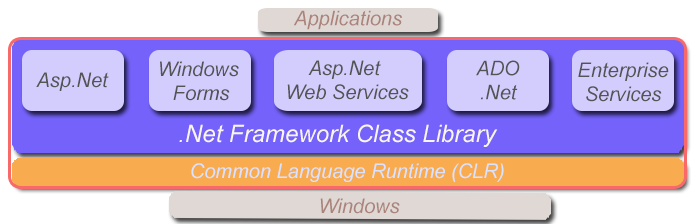 Applications
Asp.Net
Windows
Forms
Asp.Net
Web Services
ADO
.Net
Enterprise
Services
.Net Framework Class Library
Common Language Runtime (CLR)
Windows